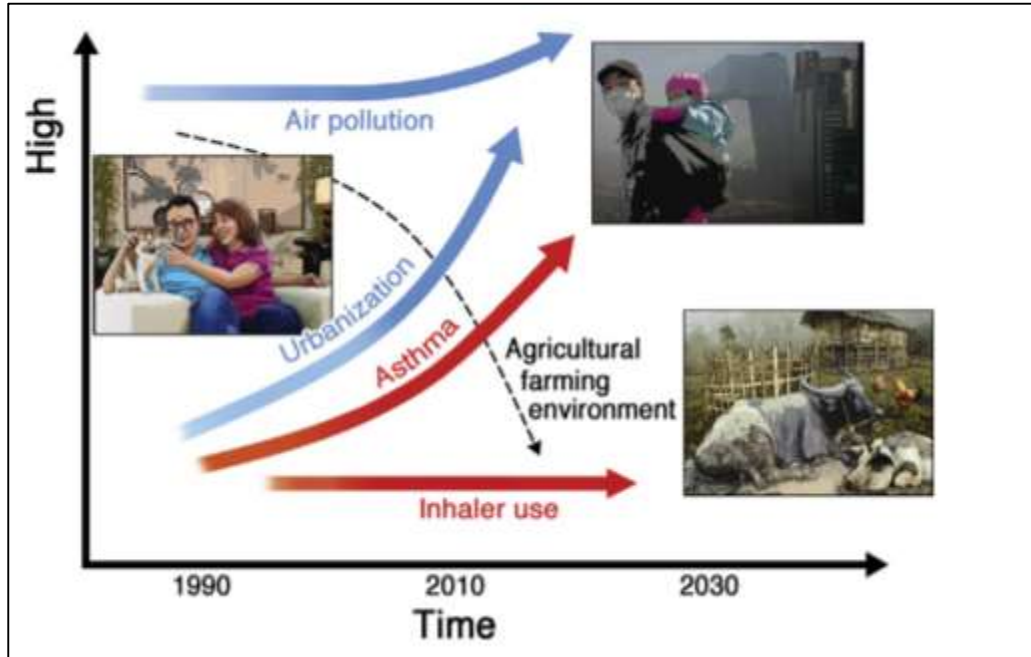 High
Air pollution
Urbanization
Asthma
Agricultural
farming
environment
Inhaler use
1990 2010 2030
Time